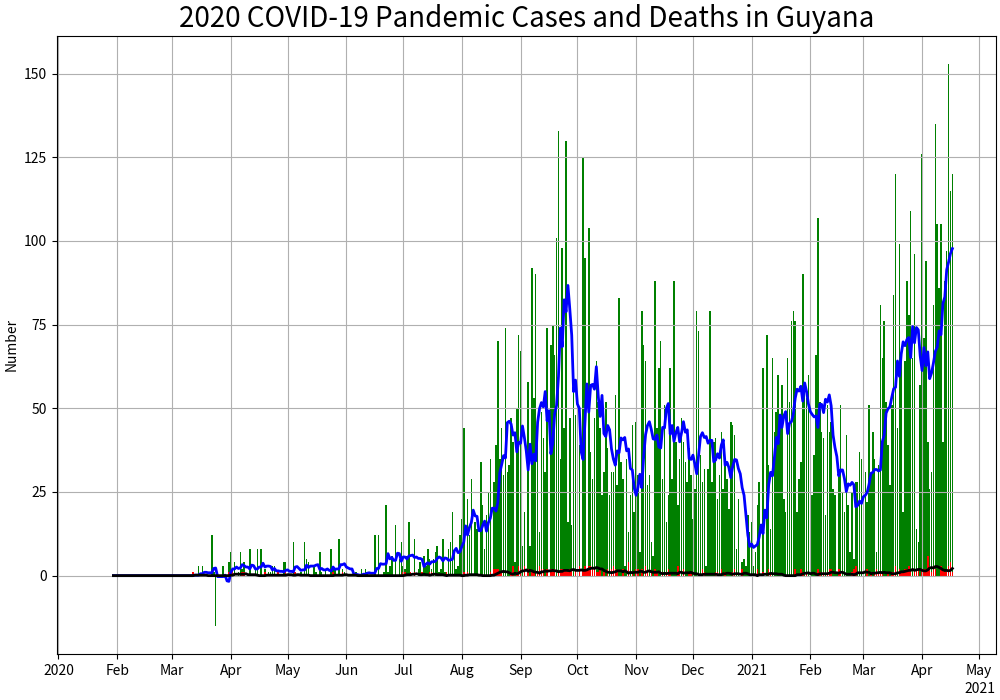 2020 COVID-19 Pandemic Cases and Deaths in Guyana
Number
150
125
100
75
50
25
0
2020 Feb Mar Apr May Jun Jul Aug Sep Oct Nov Dec 2021 Feb Mar Apr May
2021